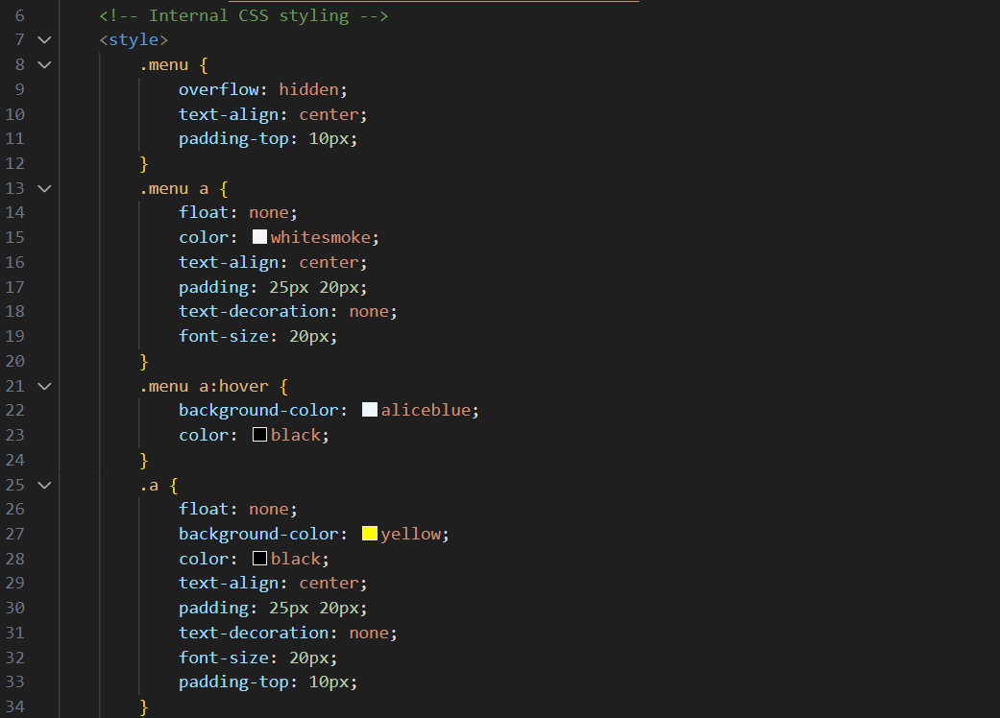 6 <!-- Internal CSS styling -->
7 <style>
8 .menu {
9 overflow: hidden;
10 text-align: center;
11 padding-top: 10px;
12 }
13 .menu a {
14 float: none;
15 color: whitesmoke;
16 text-align: center;
17 padding: 25px 20px;
18 text-decoration: none;
19 font-size: 20px;
20 }
21 .menu a:hover {
22 background-color: aliceblue;
23 color: black;
24 }
25 .a {
26 float: none;
27 background-color: yellow;
28 color: black;
29 text-align: center;
30 padding: 25px 20px;
31 text-decoration: none;
32 font-size: 20px;
33 padding-top: 10px;
34 }